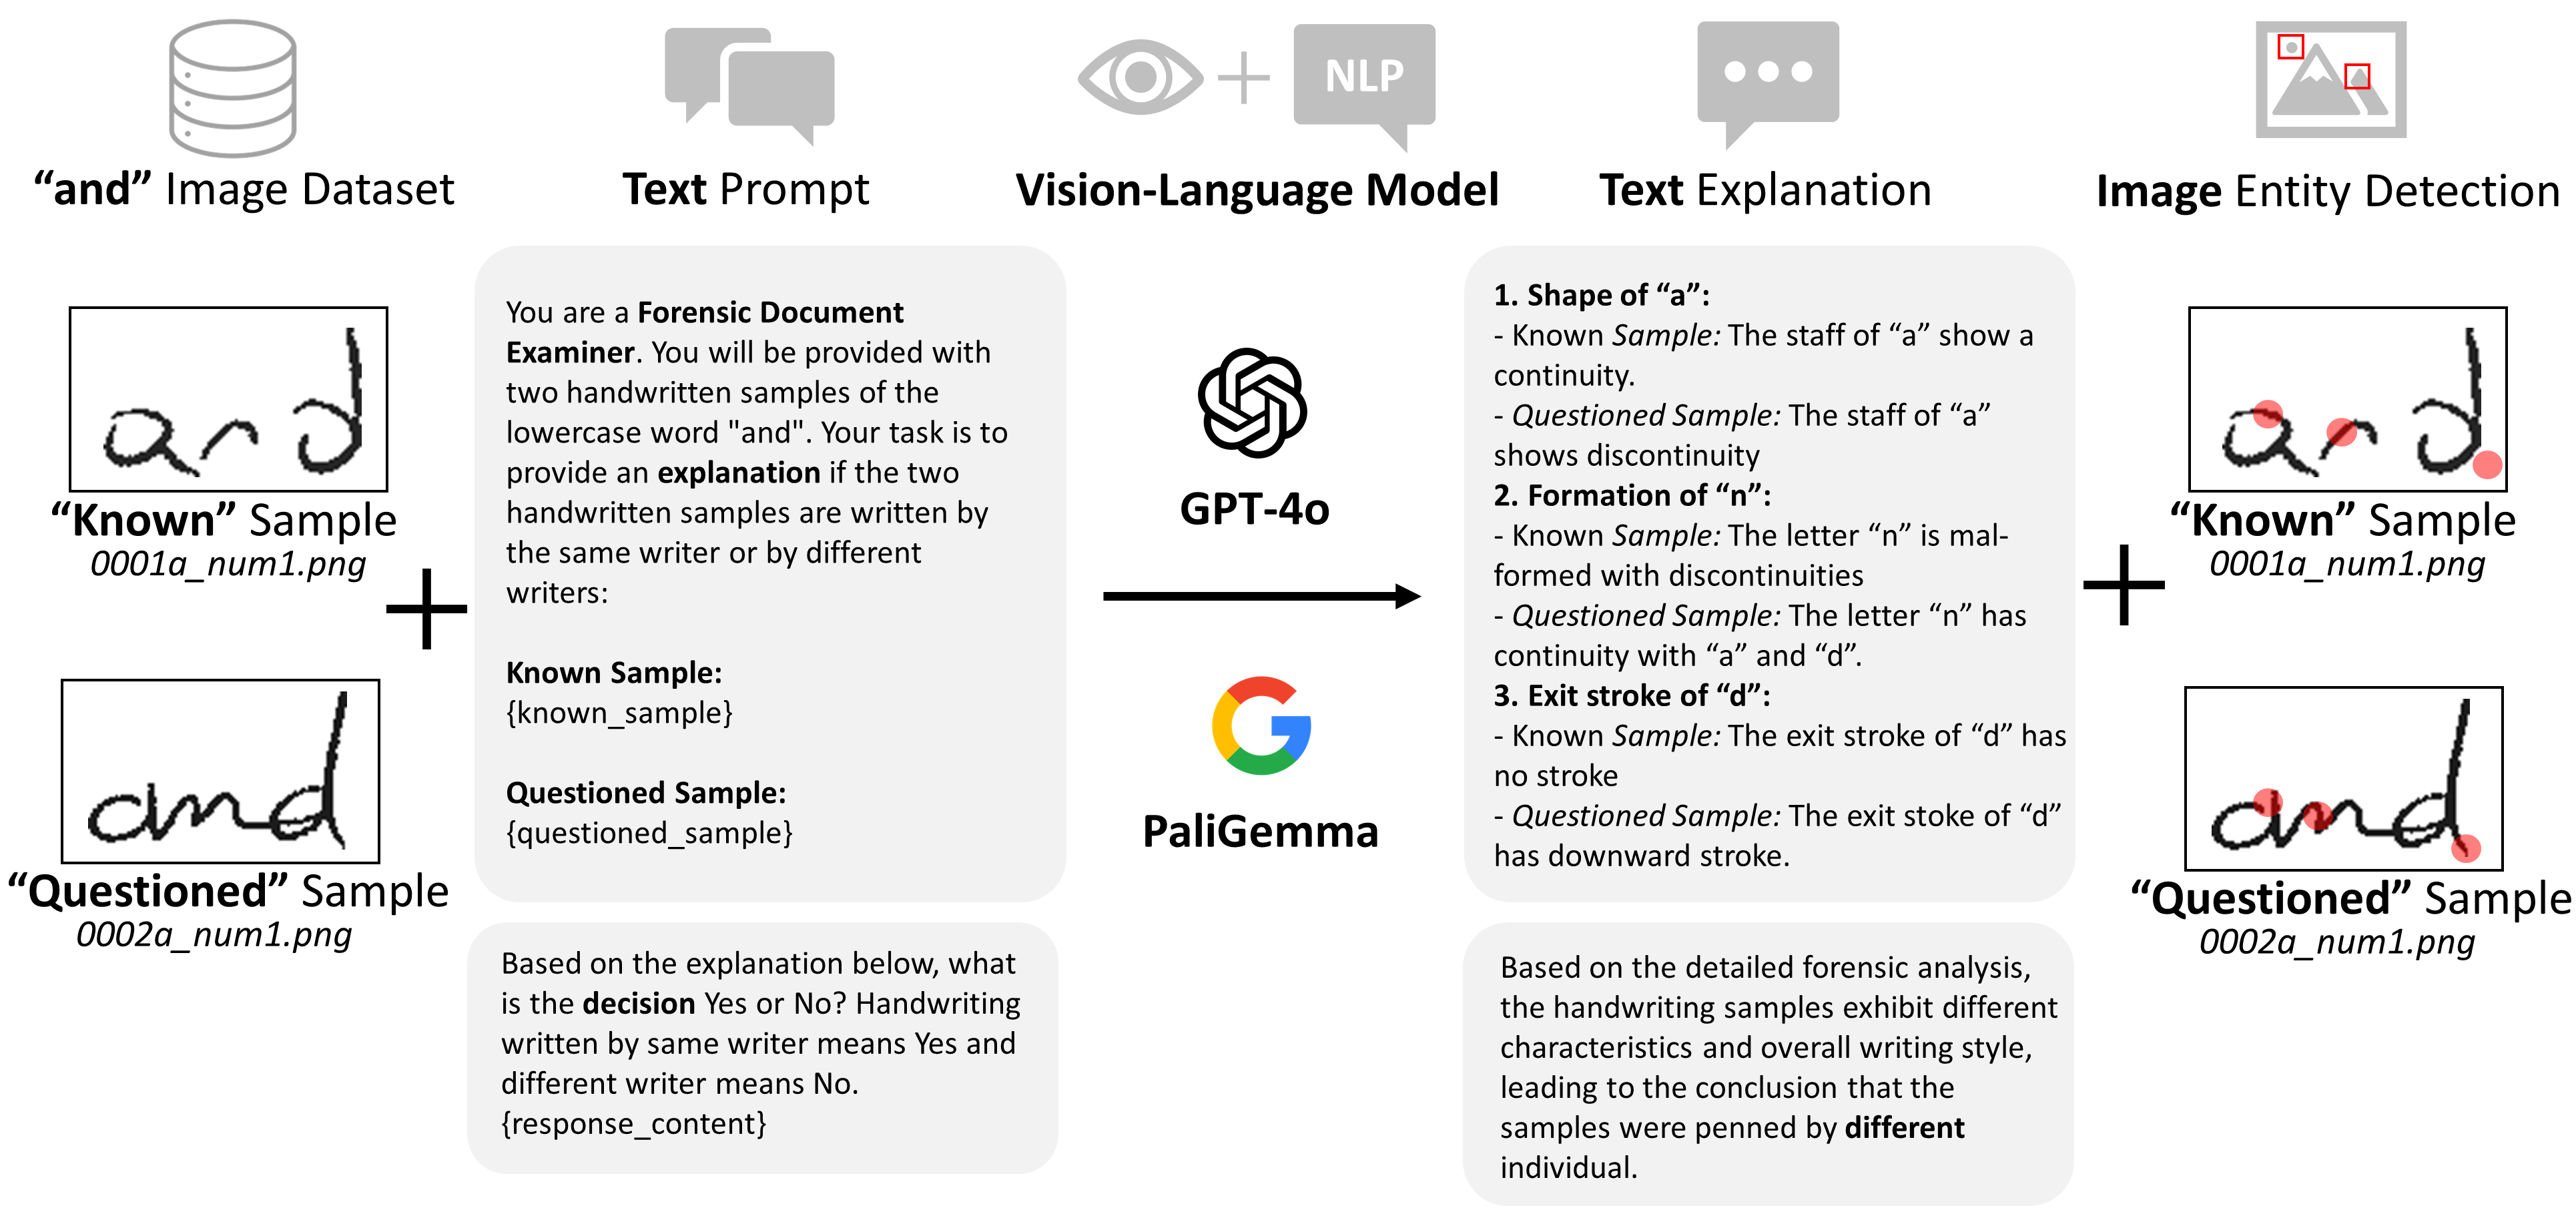 NLP
“and” Image Dataset
Text Prompt
Vision-Language Model
Text Explanation
Image Entity Detection
and
“Known” Sample
0001a_num1.png
+
and
“Questioned” Sample
0002a_num1.png
You are a Forensic Document
Examiner. You will be provided with
two handwritten samples of the
lowercase word "and". Your task is to
provide an explanation if the two
handwritten samples are written by
the same writer or by different
writers:
Known Sample:
{known_sample}
Questioned Sample:
{questioned_sample}
Based on the explanation below, what
is the decision Yes or No? Handwriting
written by same writer means Yes and
different writer means No.
{response_content}
GPT-4o
PaliGemma
1. Shape of “a”:
- Known Sample: The staff of “a” show a
continuity.
- Questioned Sample: The staff of “a”
shows discontinuity
2. Formation of “n”:
- Known Sample: The letter “n” is mal-
formed with discontinuities
- Questioned Sample: The letter “n” has
continuity with “a” and “d”.
3. Exit stroke of “d”:
- Known Sample: The exit stroke of “d” has
no stroke
- Questioned Sample: The exit stoke of “d”
has downward stroke.
Based on the detailed forensic analysis,
the handwriting samples exhibit different
characteristics and overall writing style,
leading to the conclusion that the
samples were penned by different
individual.
+
and
“Known” Sample
0001a_num1.png
and
“Questioned” Sample
0002a_num1.png